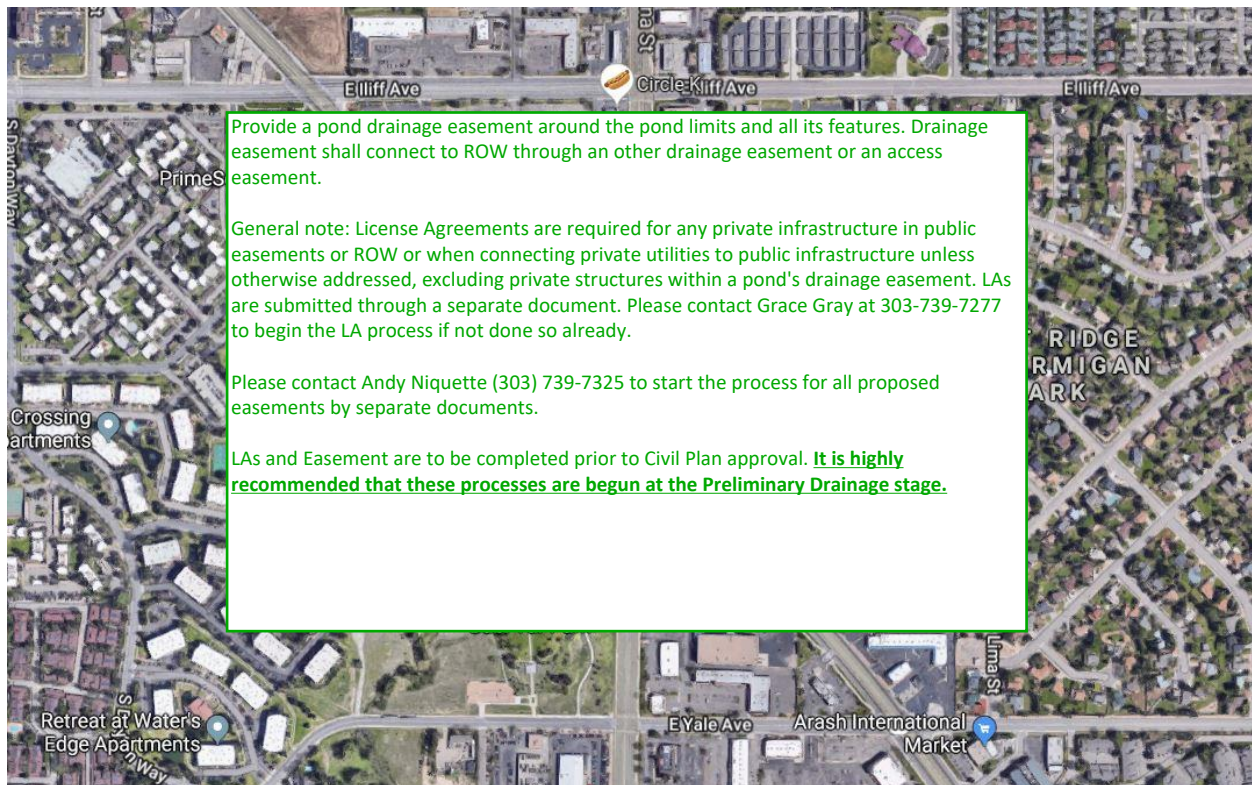 na St
E Iliff Ave
Circle K
Iliff Ave
E Iliff Ave
PrimeS
Provide a pond drainage easement around the pond limits and all its features. Drainage
easement shall connect to ROW through an other drainage easement or an access
easement.
General note: License Agreements are required for any private infrastructure in public
easements or ROW or when connecting private utilities to public infrastructure unless
otherwise addressed, excluding private structures within a pond's drainage easement. LAs
are submitted through a separate document. Please contact Grace Gray at 303-739-7277
to begin the LA process if not done so already.
Please contact Andy Niquette (303) 739-7325 to start the process for all proposed
easements by separate documents.
LAs and Easement are to be completed prior to Civil Plan approval. It is highly
recommended that these processes are begun at the Preliminary Drainage stage.
RIDGE
RMIGAN
ARK
Crossing
artments
Lima St
Retreat at Water's
Edge Apartments
E Yale Ave
Arash International
Market